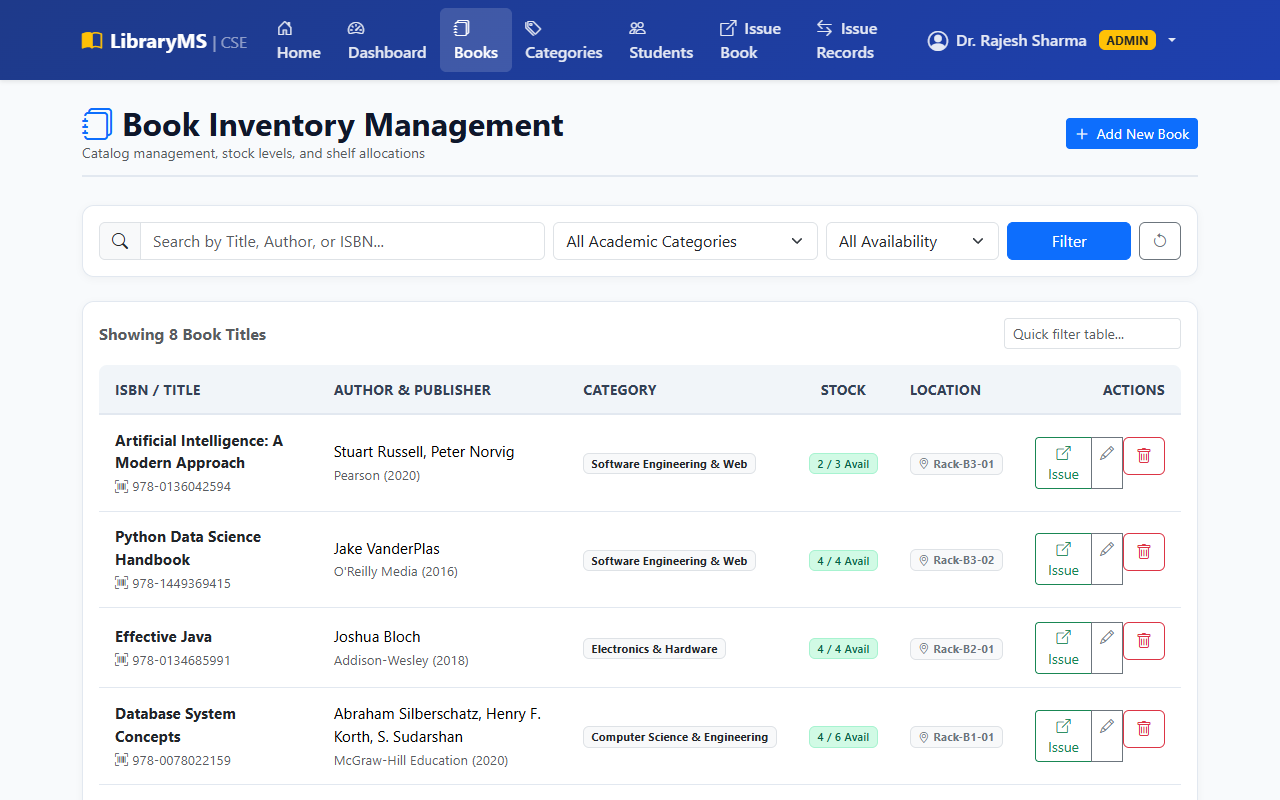 LibraryMS | CSE
Home
Dashboard
Books
Categories
Students
Issue
Book
Issue
Records
Dr. Rajesh Sharma
ADMIN
Book Inventory Management
Catalog management, stock levels, and shelf allocations
+ Add New Book
Search by Title, Author, or ISBN...
All Academic Categories
All Availability
Filter
Showing 8 Book Titles
Quick filter table...
ISBN / TITLE AUTHOR & PUBLISHER CATEGORY STOCK LOCATION ACTIONS
Artificial Intelligence: A
Modern Approach
978-0136042594
Stuart Russell, Peter Norvig
Pearson (2020)
Software Engineering & Web
2 / 3 Avail
Rack-B3-01
Issue
Python Data Science
Handbook
978-1449369415
Jake VanderPlas
O'Reilly Media (2016)
Software Engineering & Web
4 / 4 Avail
Rack-B3-02
Issue
Effective Java
978-0134685991
Joshua Bloch
Addison-Wesley (2018)
Electronics & Hardware
4 / 4 Avail
Rack-B2-01
Issue
Database System
Concepts
978-0078022159
Abraham Silberschatz, Henry F.
Korth, S. Sudarshan
McGraw-Hill Education (2020)
Computer Science & Engineering
4 / 6 Avail
Rack-B1-01
Issue